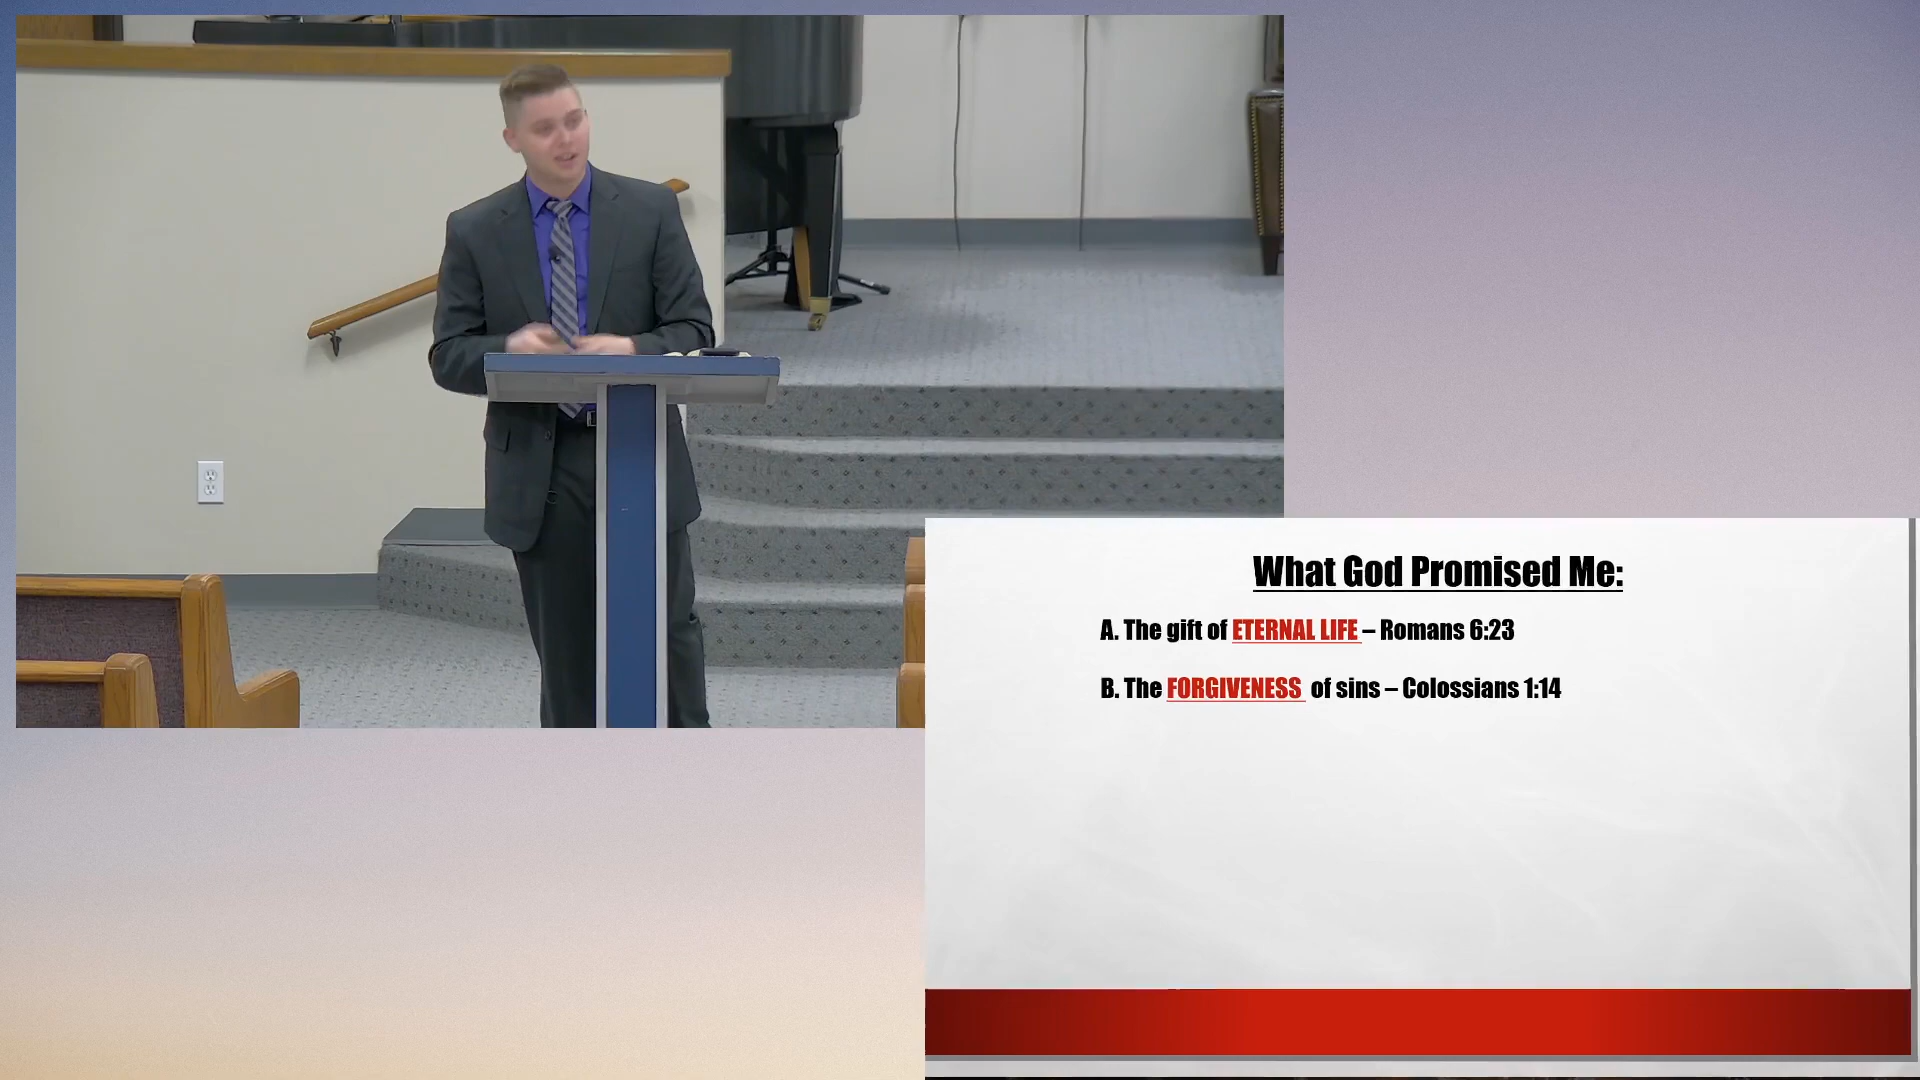 What God Promised Me:
A. The gift of ETERNAL LIFE – Romans 6:23
B. The FORGIVENESS of sins – Colossians 1:14